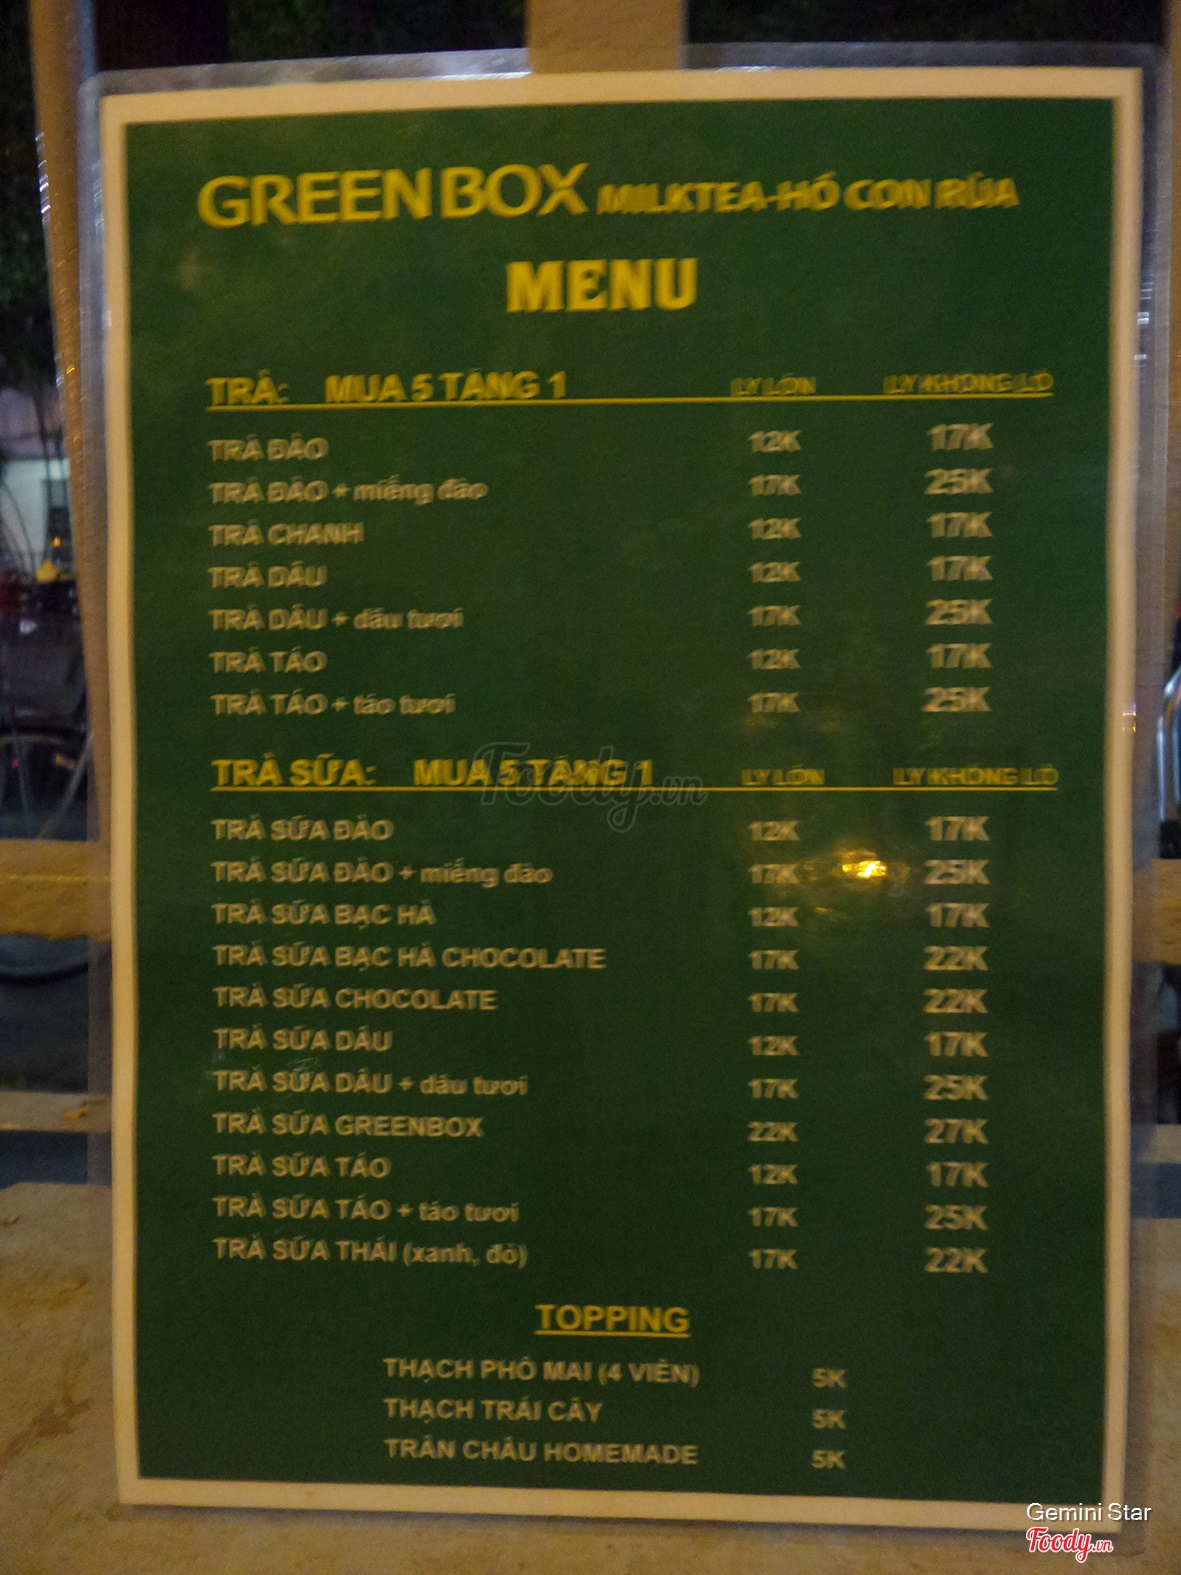 GREEN BOX MILKTEA-HỒ CON RÙA
MENU
TRÀ: MUA 5 TẶNG 1 LY LỚN LY KHỔNG LỒ
TRÀ ĐÀO 12K 17K
TRÀ ĐÀO + miếng đào 17K 25K
TRÀ CHANH 12K 17K
TRÀ DÂU 12K 17K
TRÀ DÂU + dâu tươi 17K 25K
TRÀ TÁO 12K 17K
TRÀ TÁO + táo tươi 17K 25K
TRÀ SỮA: MUA 5 TẶNG 1 LY LỚN LY KHỔNG LỒ
Foody.vn
TRÀ SỮA ĐÀO 12K 17K
TRÀ SỮA ĐÀO + miếng đào 17K 25K
TRÀ SỮA BẠC HÀ 12K 17K
TRÀ SỮA BẠC HÀ CHOCOLATE 17K 22K
TRÀ SỮA CHOCOLATE 17K 22K
TRÀ SỮA DÂU 12K 17K
TRÀ SỮA DÂU + dâu tươi 17K 25K
TRÀ SỮA GREENBOX 22K 27K
TRÀ SỮA TÁO 12K 17K
TRÀ SỮA TÁO + táo tươi 17K 25K
TRÀ SỮA THÁI (xanh, đỏ) 17K 22K
TOPPING
THẠCH PHÔ MAI (4 VIÊN) 5K
THẠCH TRÁI CÂY 5K
TRÂN CHÂU HOMEMADE 5K
Gemini Star
Foody.vn